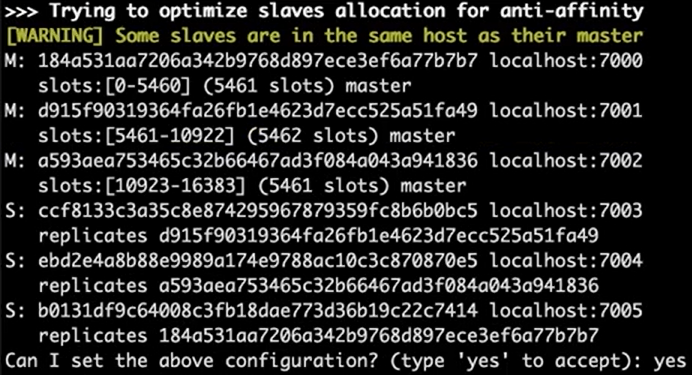 >>> Trying to optimize slaves allocation for anti-affinity
[WARNING] Some slaves are in the same host as their master
M: 184a531aa7206a342b9768d897ece3ef6a77b7b7 localhost:7000
slots:[0-5460] (5461 slots) master
M: d915f90319364fa26fb1e4623d7ecc525a51fa49 localhost:7001
slots:[5461-10922] (5462 slots) master
M: a593aea753465c32b66467ad3f084a043a941836 localhost:7002
slots:[10923-16383] (5461 slots) master
S: ccf8133c3a35c8e874295967879359fc8b6b0bc5 localhost:7003
replicates d915f90319364fa26fb1e4623d7ecc525a51fa49
S: ebd2e4a8b88e9989a174e9788ac10c3c870870e5 localhost:7004
replicates a593aea753465c32b66467ad3f084a043a941836
S: b0131df9c64008c3fb18dae773d36b19c22c7414 localhost:7005
replicates 184a531aa7206a342b9768d897ece3ef6a77b7b7
Can I set the above configuration? (type 'yes' to accept): yes